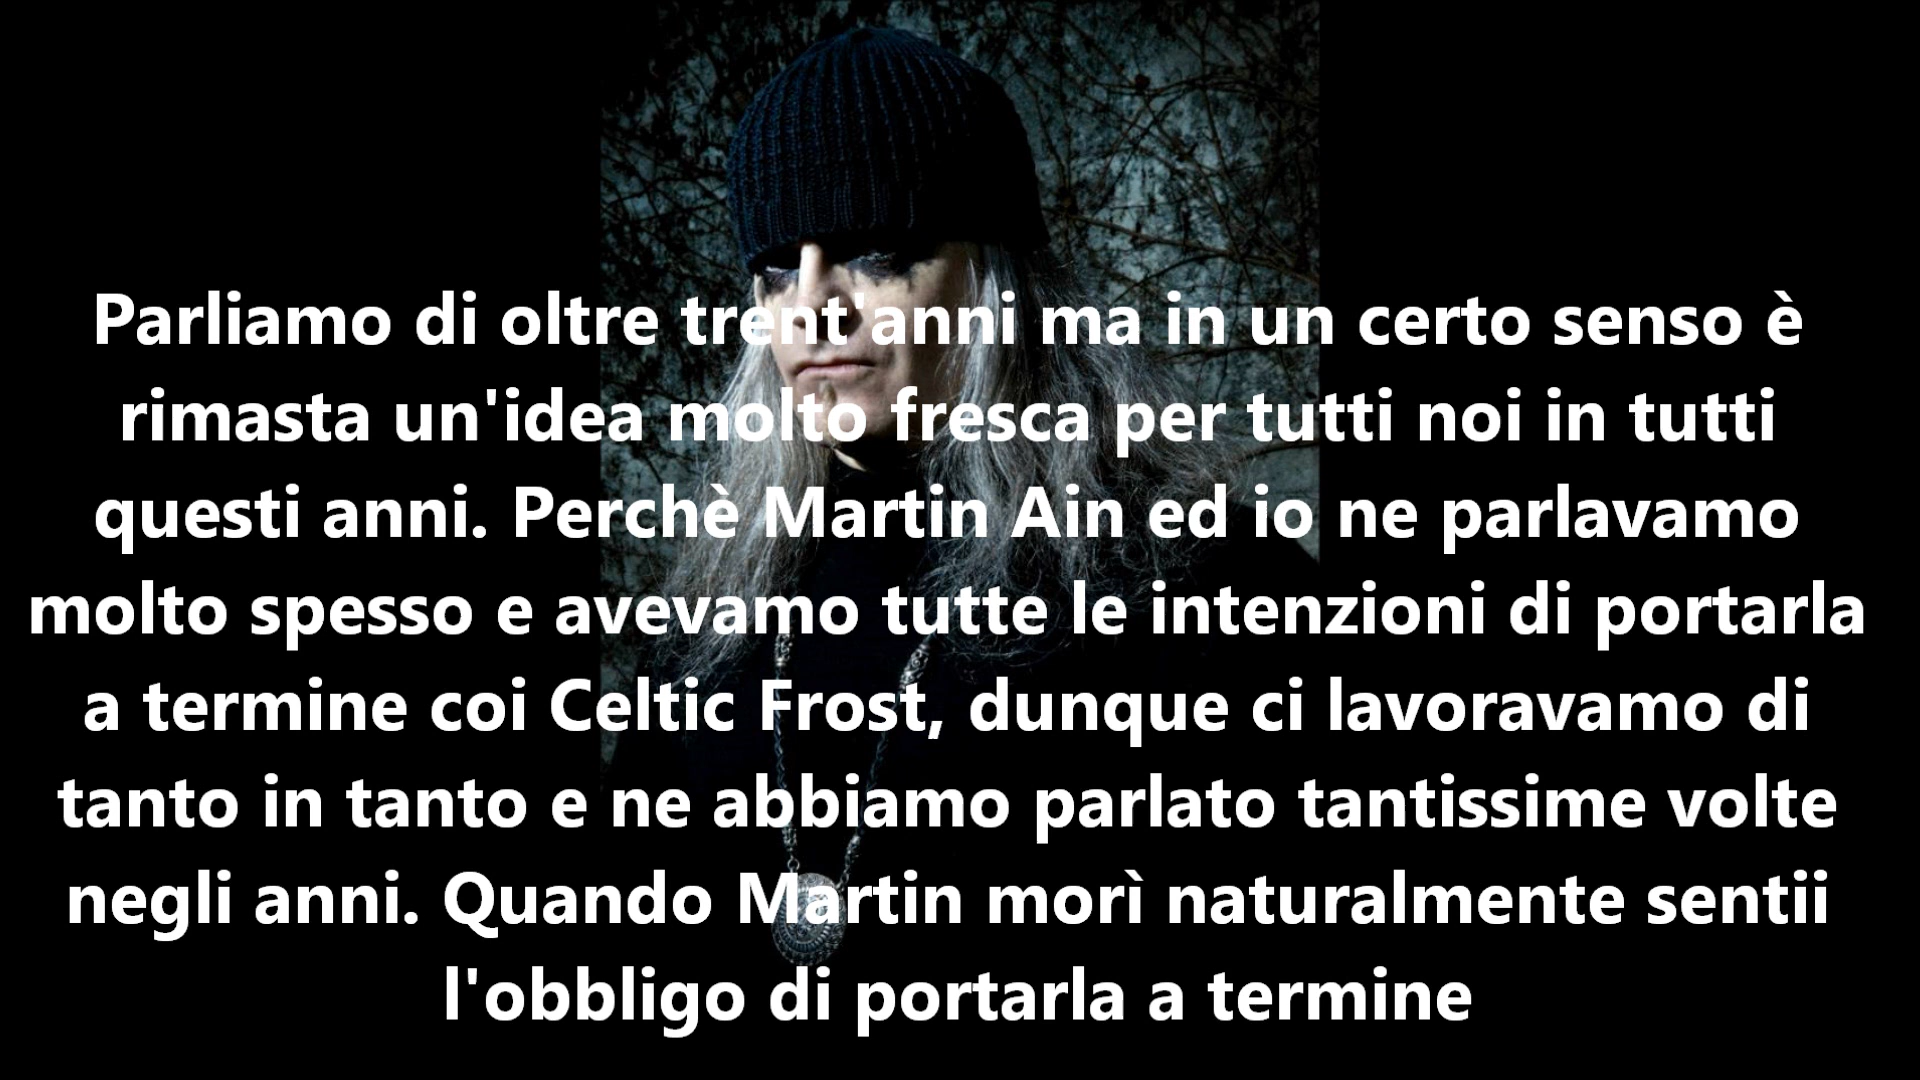 Parliamo di oltre trent'anni ma in un certo senso è
rimasta un'idea molto fresca per tutti noi in tutti
questi anni. Perchè Martin Ain ed io ne parlavamo
molto spesso e avevamo tutte le intenzioni di portarla
a termine coi Celtic Frost, dunque ci lavoravamo di
tanto in tanto e ne abbiamo parlato tantissime volte
negli anni. Quando Martin morì naturalmente sentii
l'obbligo di portarla a termine